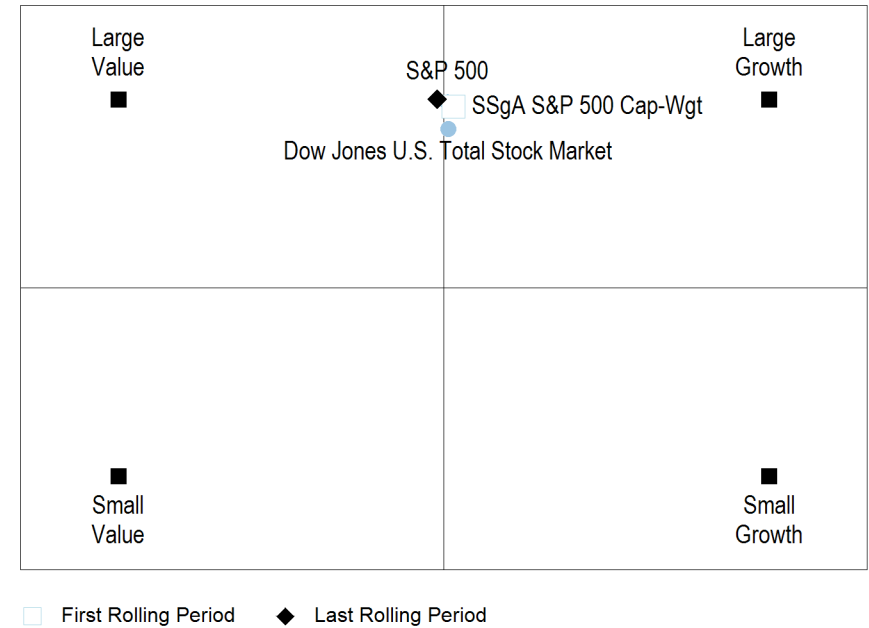 Large
Value
Large
Growth
S&P 500
SSgA S&P 500 Cap-Wgt
Dow Jones U.S. Total Stock Market
Small
Value
Small
Growth
First Rolling Period
Last Rolling Period